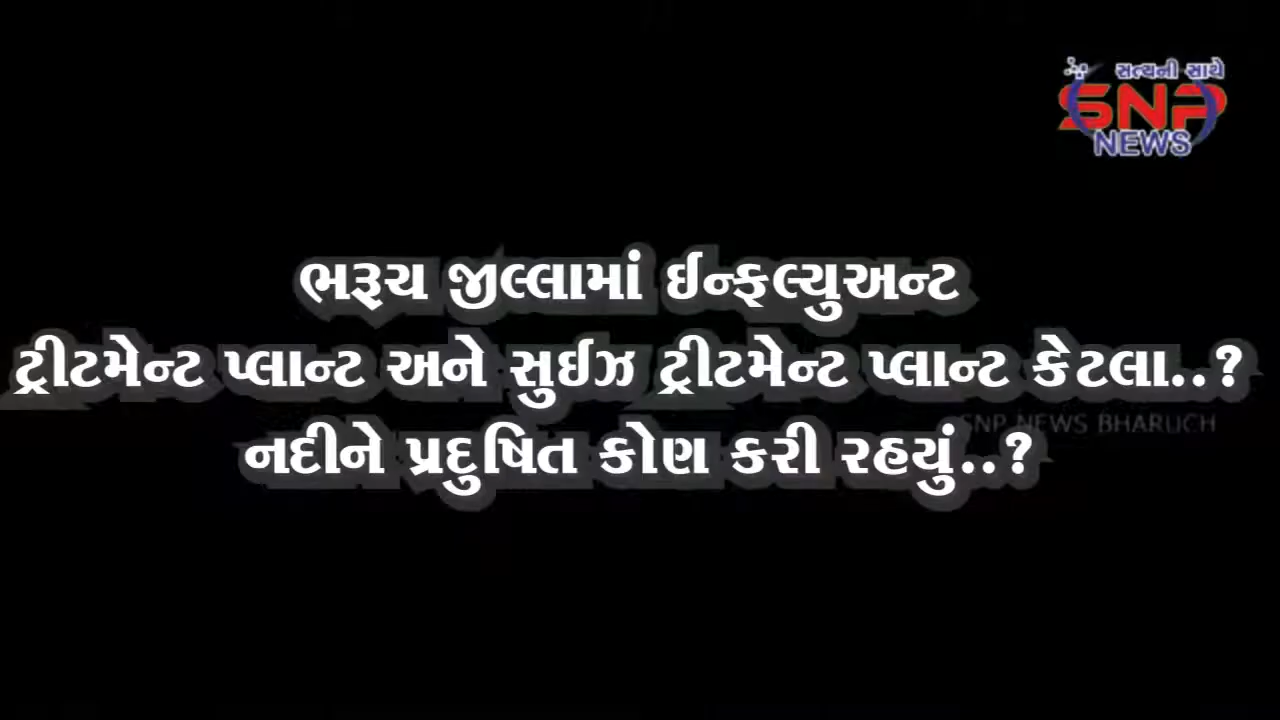 સત્યની સાથે
SNP
NEWS
ભરૂચ જીલ્લામાં ઈન્ફલ્યુઅન્ટ
ટ્રીટમેન્ટ પ્લાન્ટ અને સુઈઝ ટ્રીટમેન્ટ પ્લાન્ટ કેટલા..?
SNP NEWS BHARUCH
નદીને પ્રદુષિત કોણ કરી રહયું..?